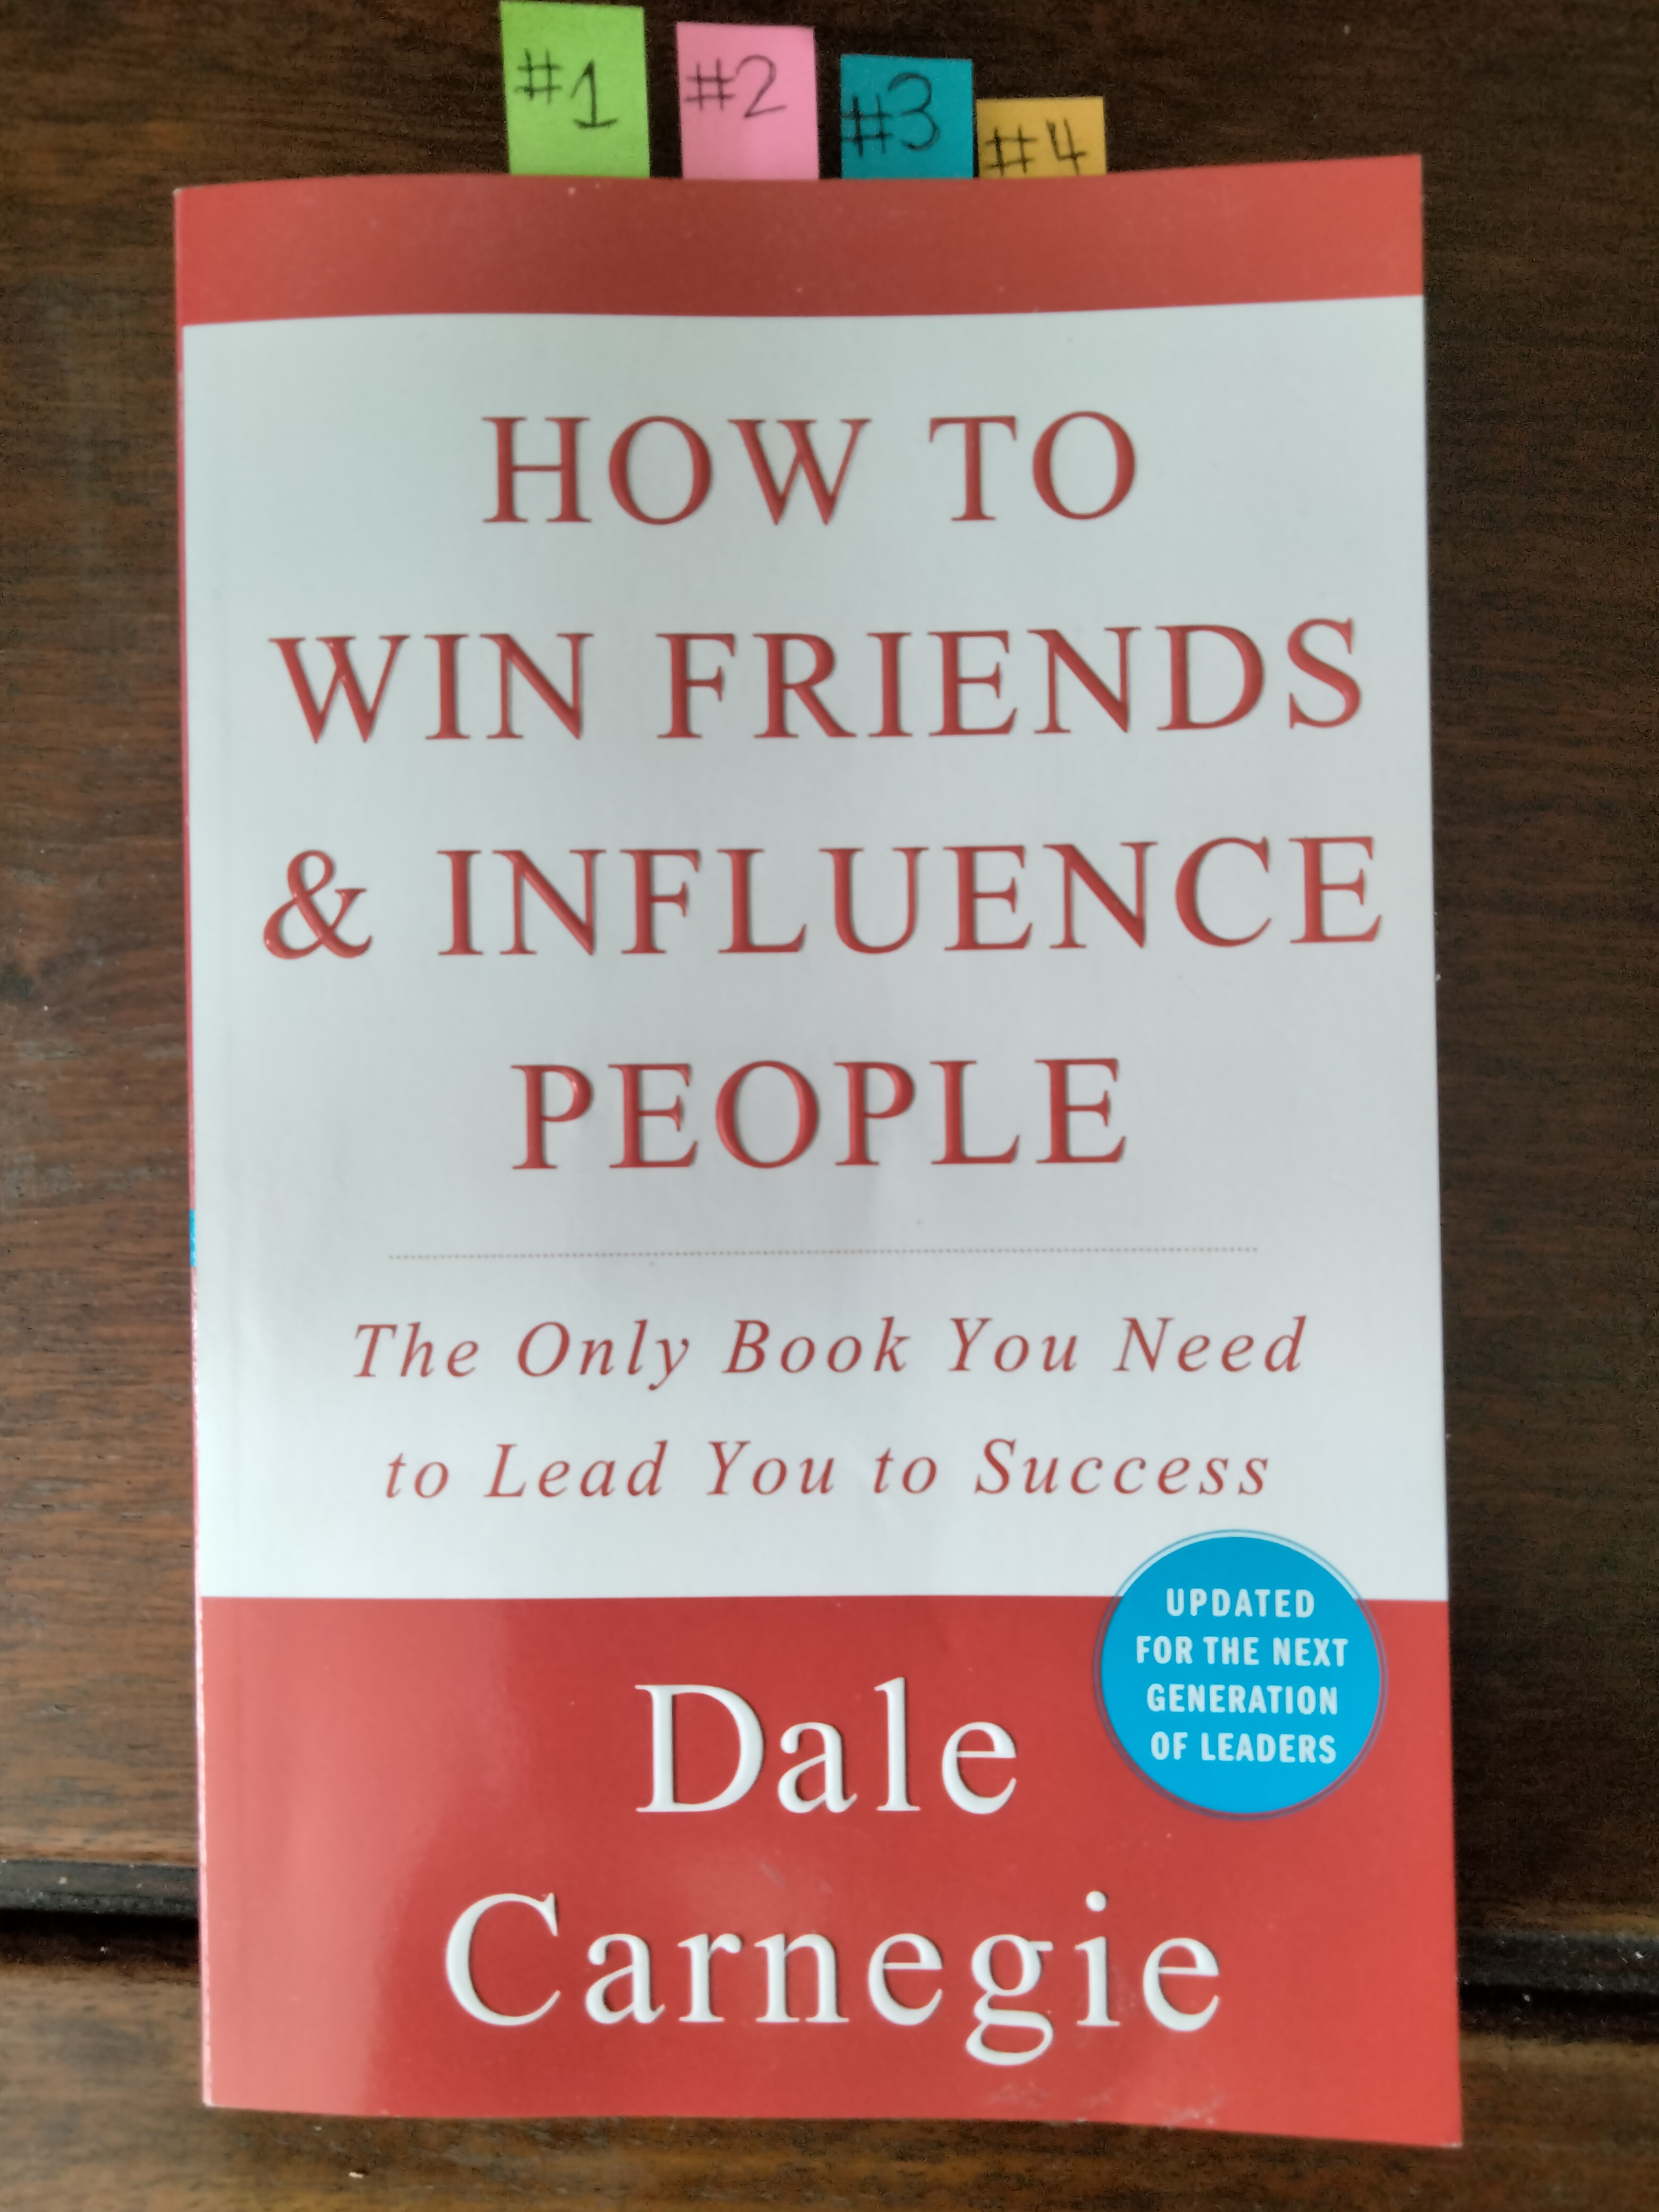 #1 #2 #3 #4
HOW TO
WIN FRIENDS
& INFLUENCE
PEOPLE
The Only Book You Need
to Lead You to Success
UPDATED
FOR THE NEXT
GENERATION
OF LEADERS
Dale
Carnegie